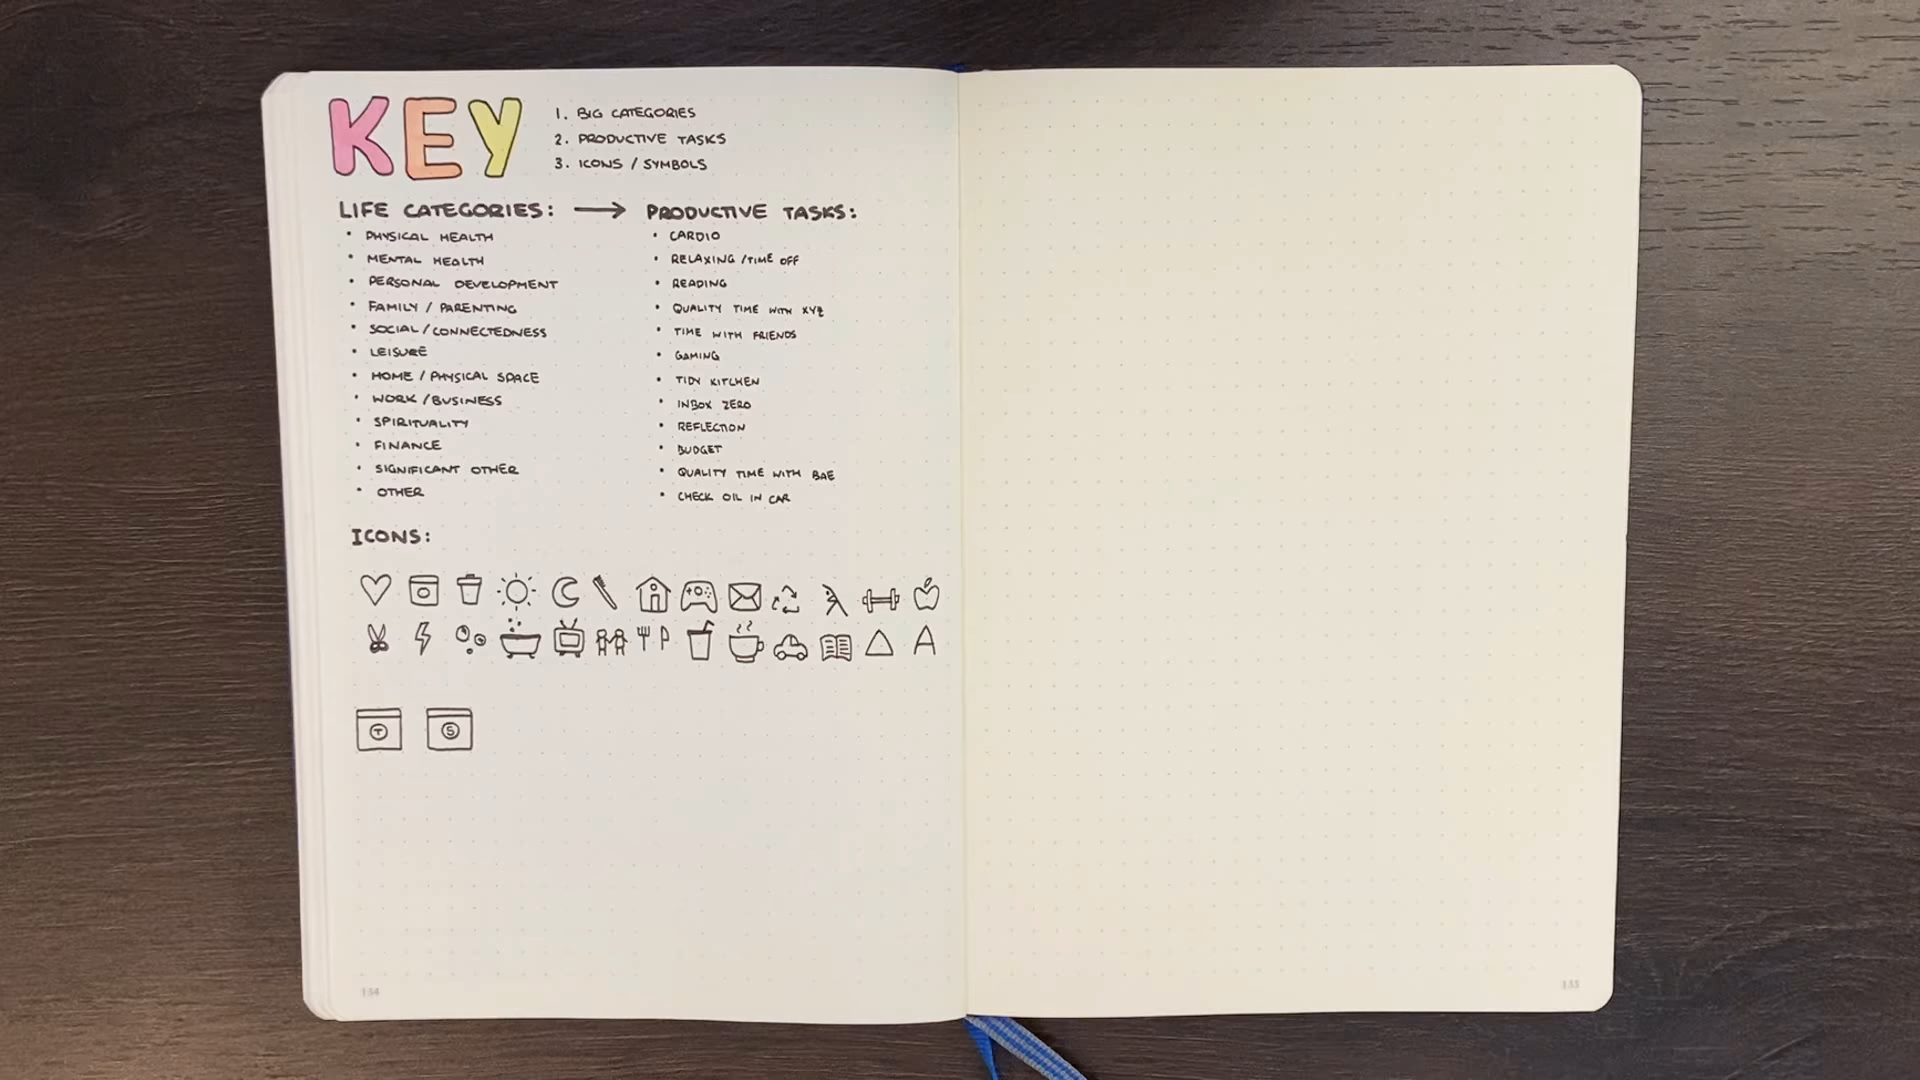 KEY
1. BIG CATEGORIES
2. PRODUCTIVE TASKS
3. ICONS / SYMBOLS
LIFE CATEGORIES: → PRODUCTIVE TASKS:
• PHYSICAL HEALTH
• MENTAL HEALTH
• PERSONAL DEVELOPMENT
• FAMILY / PARENTING
• SOCIAL / CONNECTEDNESS
• LEISURE
• HOME / PHYSICAL SPACE
• WORK / BUSINESS
• SPIRITUALITY
• FINANCE
• SIGNIFICANT OTHER
• OTHER
• CARDIO
• RELAXING / TIME OFF
• READING
• QUALITY TIME WITH XYZ
• TIME WITH FRIENDS
• GAMING
• TIDY KITCHEN
• INBOX ZERO
• REFLECTION
• BUDGET
• QUALITY TIME WITH BAE
• CHECK OIL IN CAR
ICONS:
A
T S
134
135